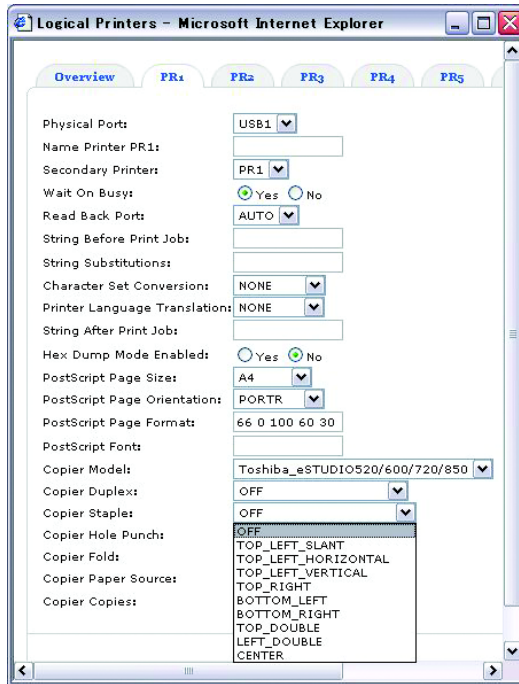 Logical Printers - Microsoft Internet Explorer
Overview PR1 PR2 PR3 PR4 PR5
Physical Port: USB1
Name Printer PR1:
Secondary Printer: PR1
Wait On Busy: Yes No
Read Back Port: AUTO
String Before Print Job:
String Substitutions:
Character Set Conversion: NONE
Printer Language Translation: NONE
String After Print Job:
Hex Dump Mode Enabled: Yes No
PostScript Page Size: A4
PostScript Page Orientation: PORTR
PostScript Page Format: 66 0 100 60 30
PostScript Font:
Copier Model: Toshiba_eSTUDIO520/600/720/850
Copier Duplex: OFF
Copier Staple: OFF
Copier Hole Punch:
Copier Fold:
Copier Paper Source:
Copier Copies:
OFF
TOP_LEFT_SLANT
TOP_LEFT_HORIZONTAL
TOP_LEFT_VERTICAL
TOP_RIGHT
BOTTOM_LEFT
BOTTOM_RIGHT
TOP_DOUBLE
LEFT_DOUBLE
CENTER